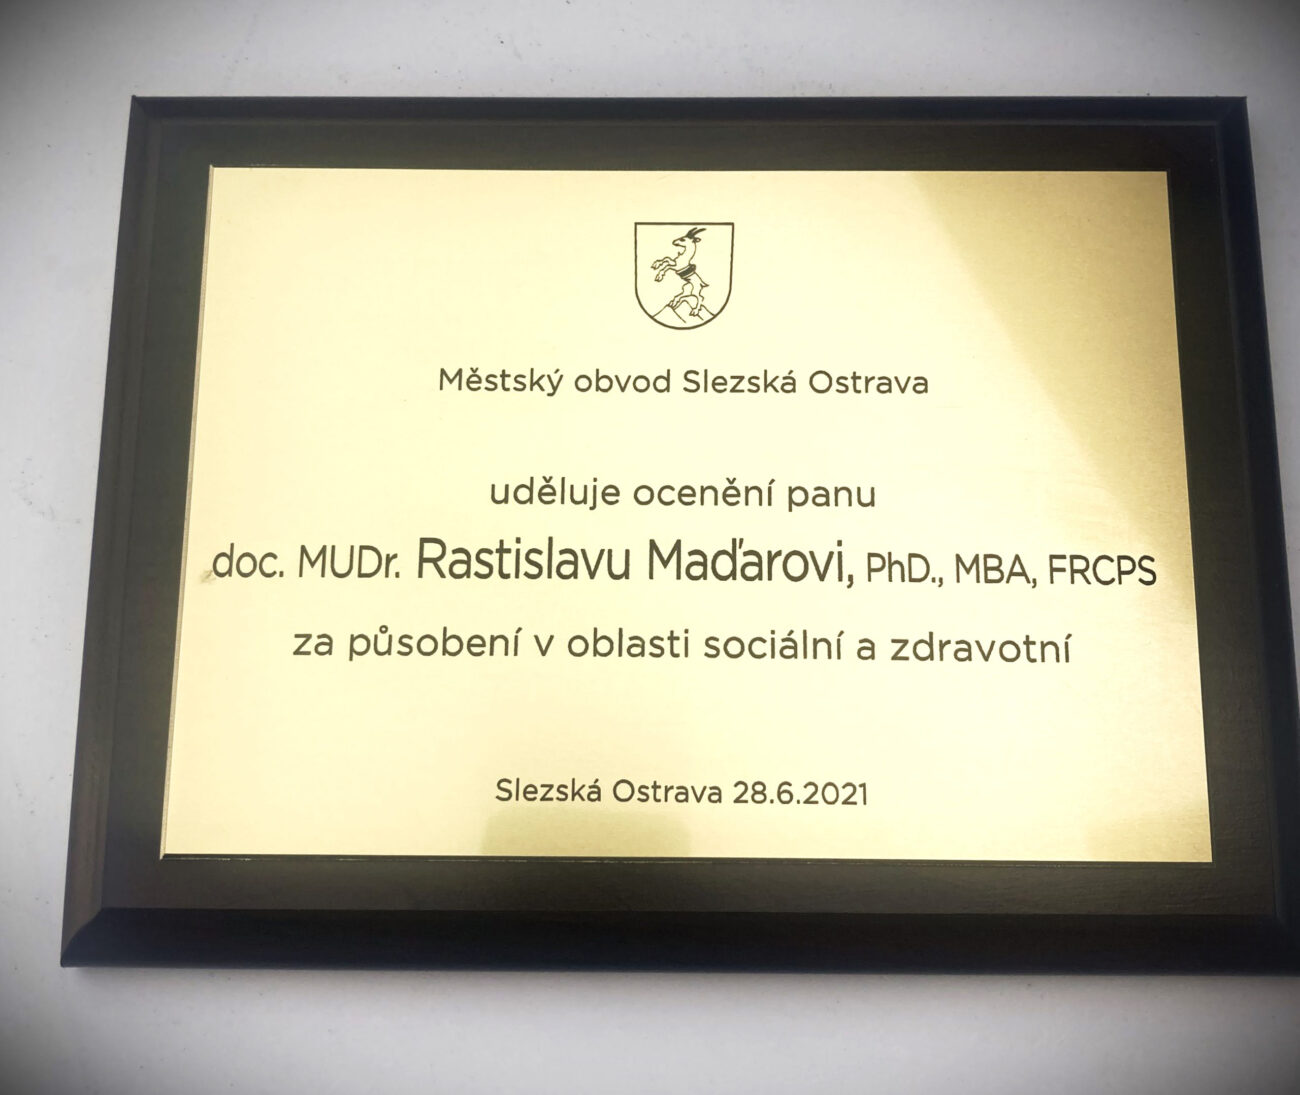 Městský obvod Slezská Ostrava
uděluje ocenění panu
doc. MUDr. Rastislavu Maďarovi, PhD., MBA, FRCPS
za působení v oblasti sociální a zdravotní
Slezská Ostrava 28.6.2021